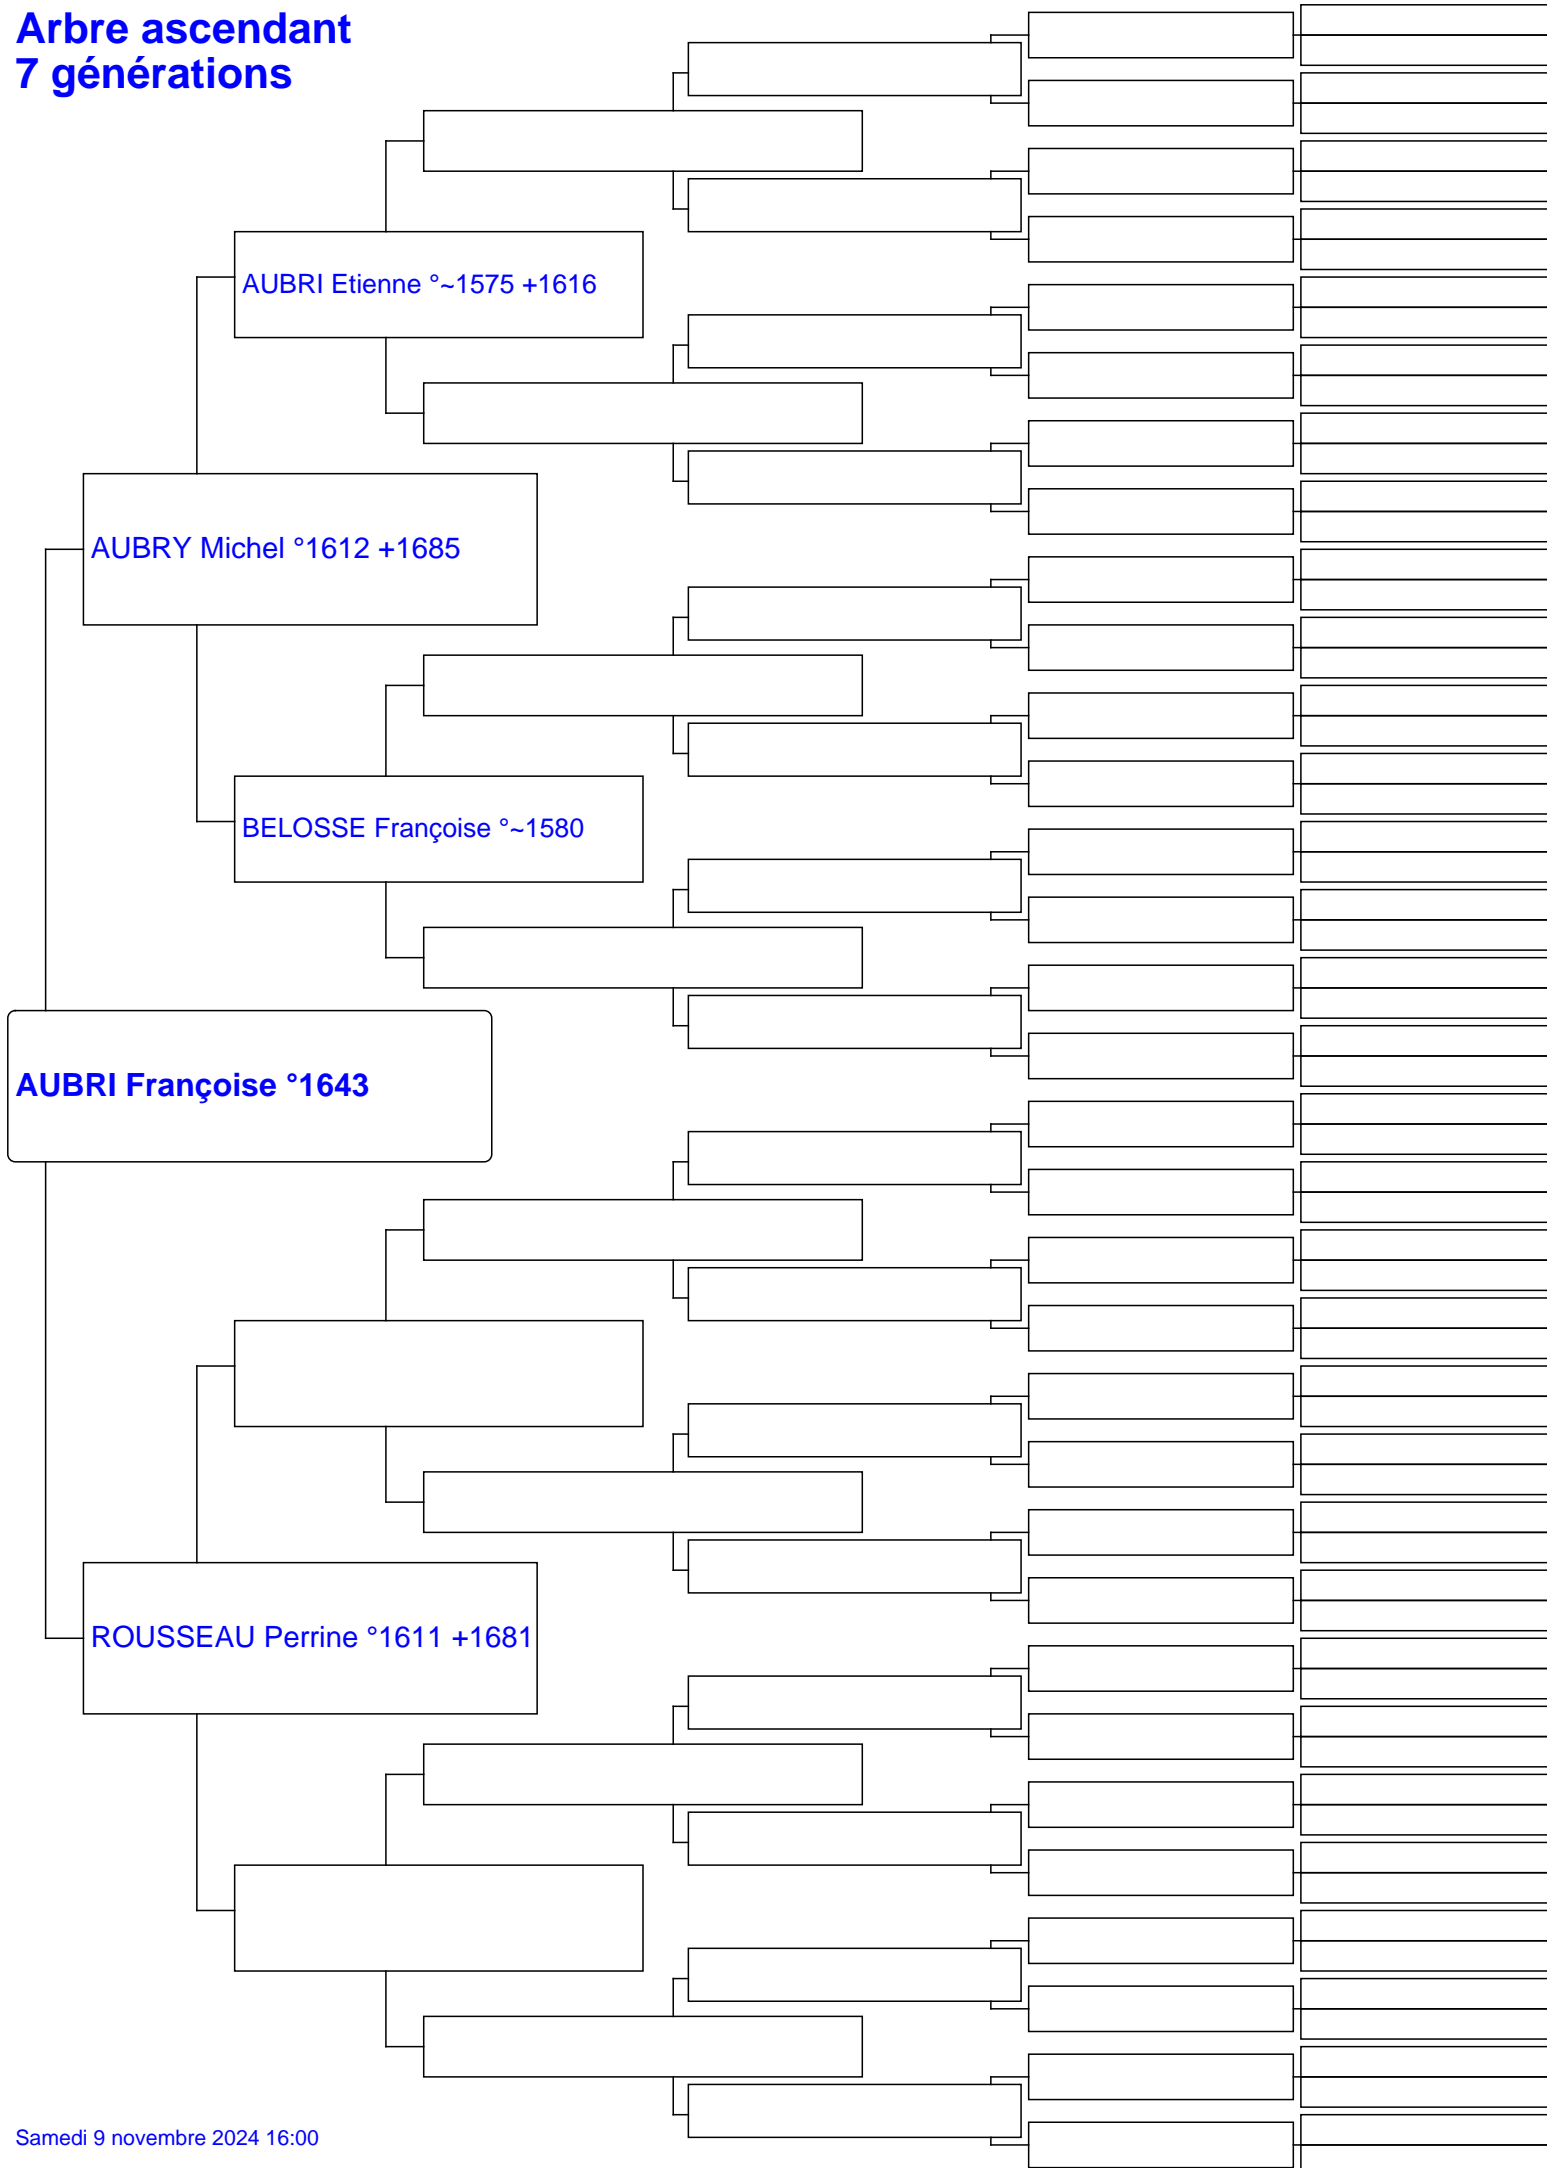 Arbre ascendant
7 générations
AUBRI Etienne °~1575 +1616
AUBRY Michel °1612 +1685
BELOSSE Françoise °~1580
AUBRI Françoise °1643
ROUSSEAU Perrine °1611 +1681
Samedi 9 novembre 2024 16:00